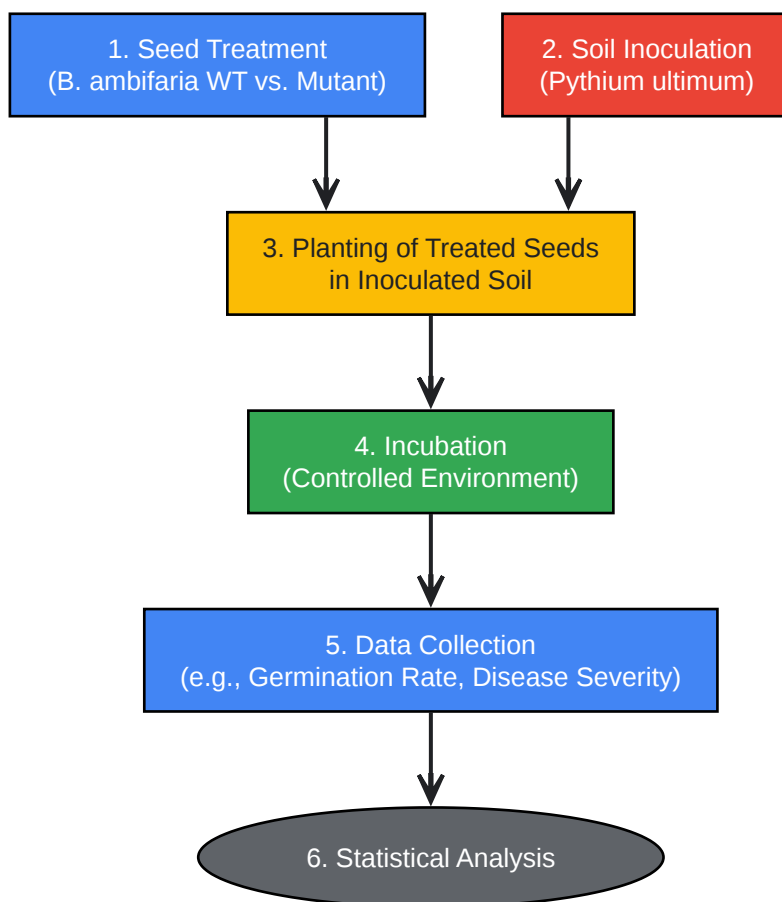 1. Seed Treatment
(B. ambifaria WT vs. Mutant)
2. Soil Inoculation
(Pythium ultimum)
3. Planting of Treated Seeds
in Inoculated Soil
4. Incubation
(Controlled Environment)
5. Data Collection
(e.g., Germination Rate, Disease Severity)
6. Statistical Analysis